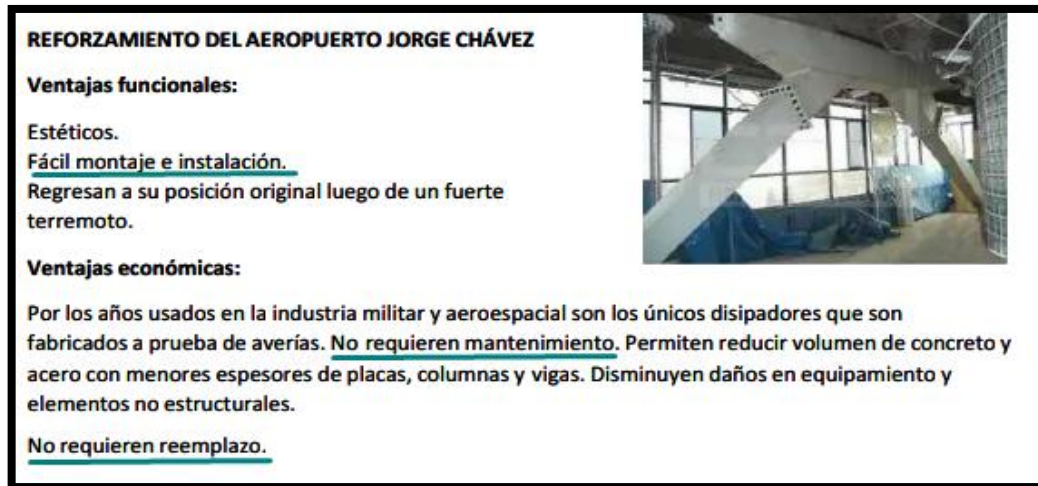 REFORZAMIENTO DEL AEROPUERTO JORGE CHÁVEZ
Ventajas funcionales:
Estéticos.
Fácil montaje e instalación.
Regresan a su posición original luego de un fuerte
terremoto.
Ventajas económicas:
Por los años usados en la industria militar y aeroespacial son los únicos disipadores que son
fabricados a prueba de averías. No requieren mantenimiento. Permiten reducir volumen de concreto y
acero con menores espesores de placas, columnas y vigas. Disminuyen daños en equipamiento y
elementos no estructurales.
No requieren reemplazo.